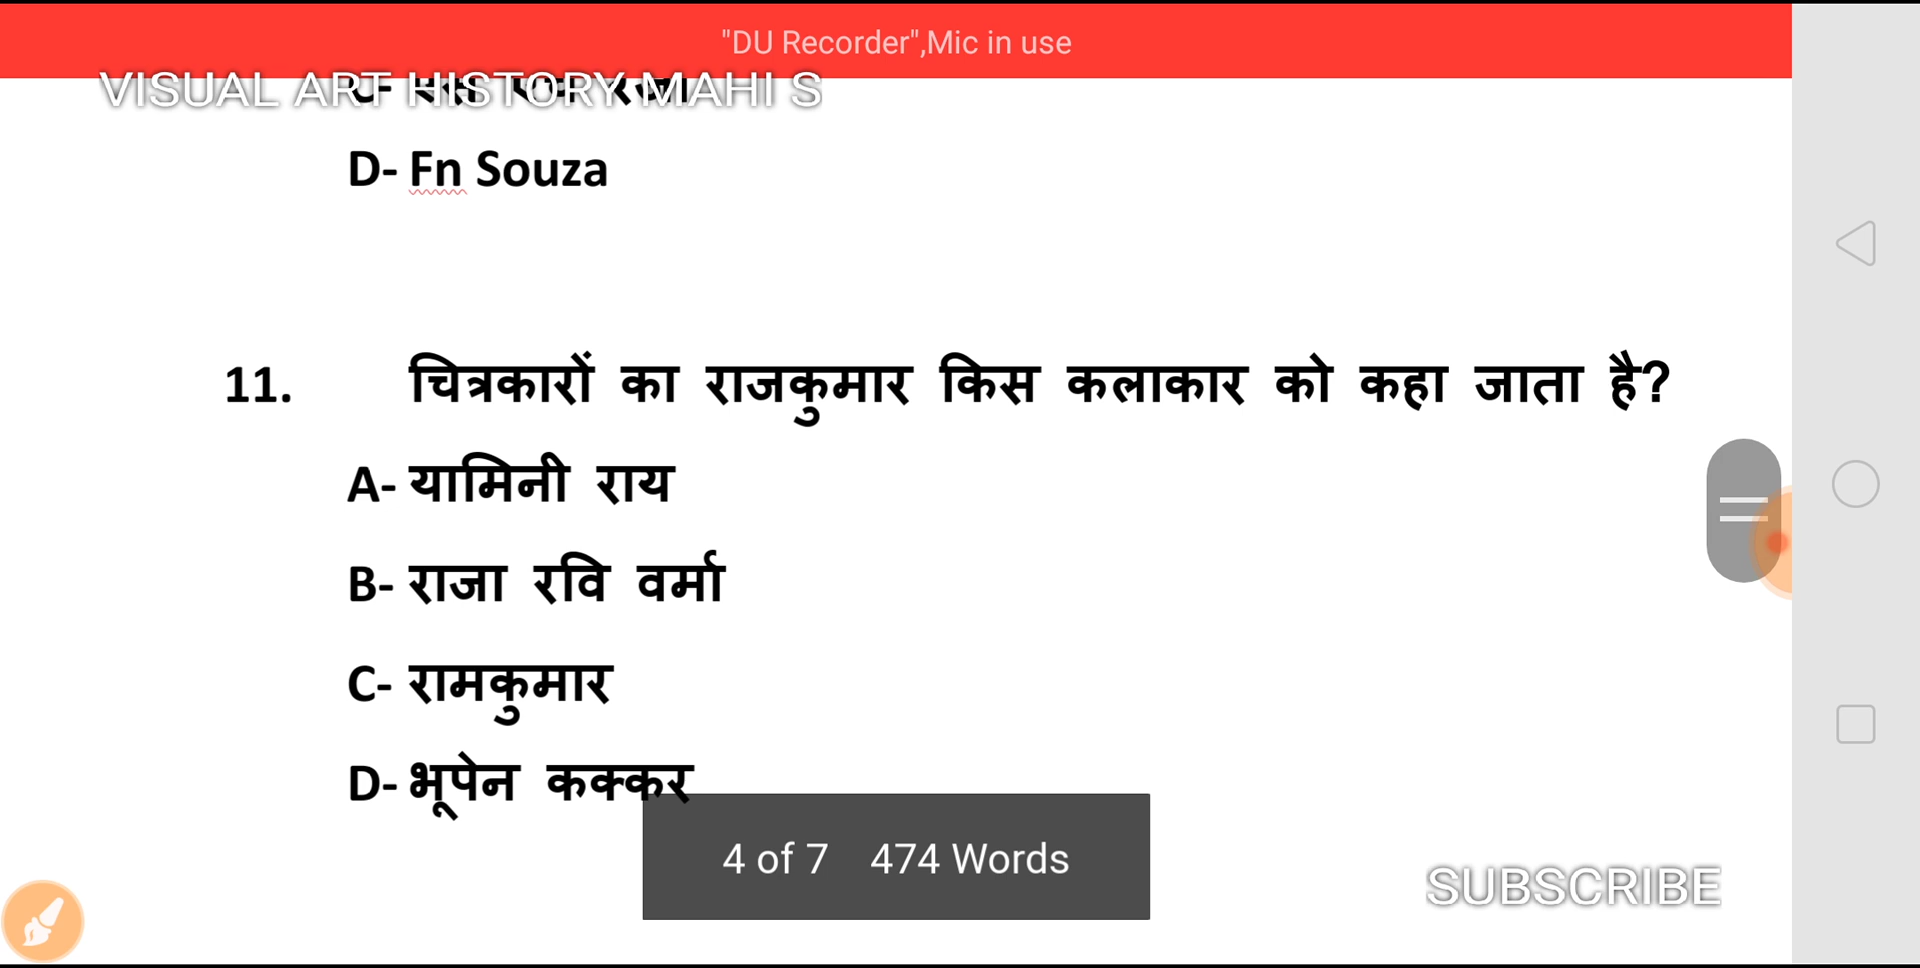 "DU Recorder",Mic in use
VISUAL ART HISTORY MAHI S
C-
D- Fn Souza
11. चित्रकारों का राजकुमार किस कलाकार को कहा जाता है?
A- यामिनी राय
B- राजा रवि वर्मा
C- रामकुमार
D- भूपेन कक्कर
4 of 7 474 Words
SUBSCRIBE